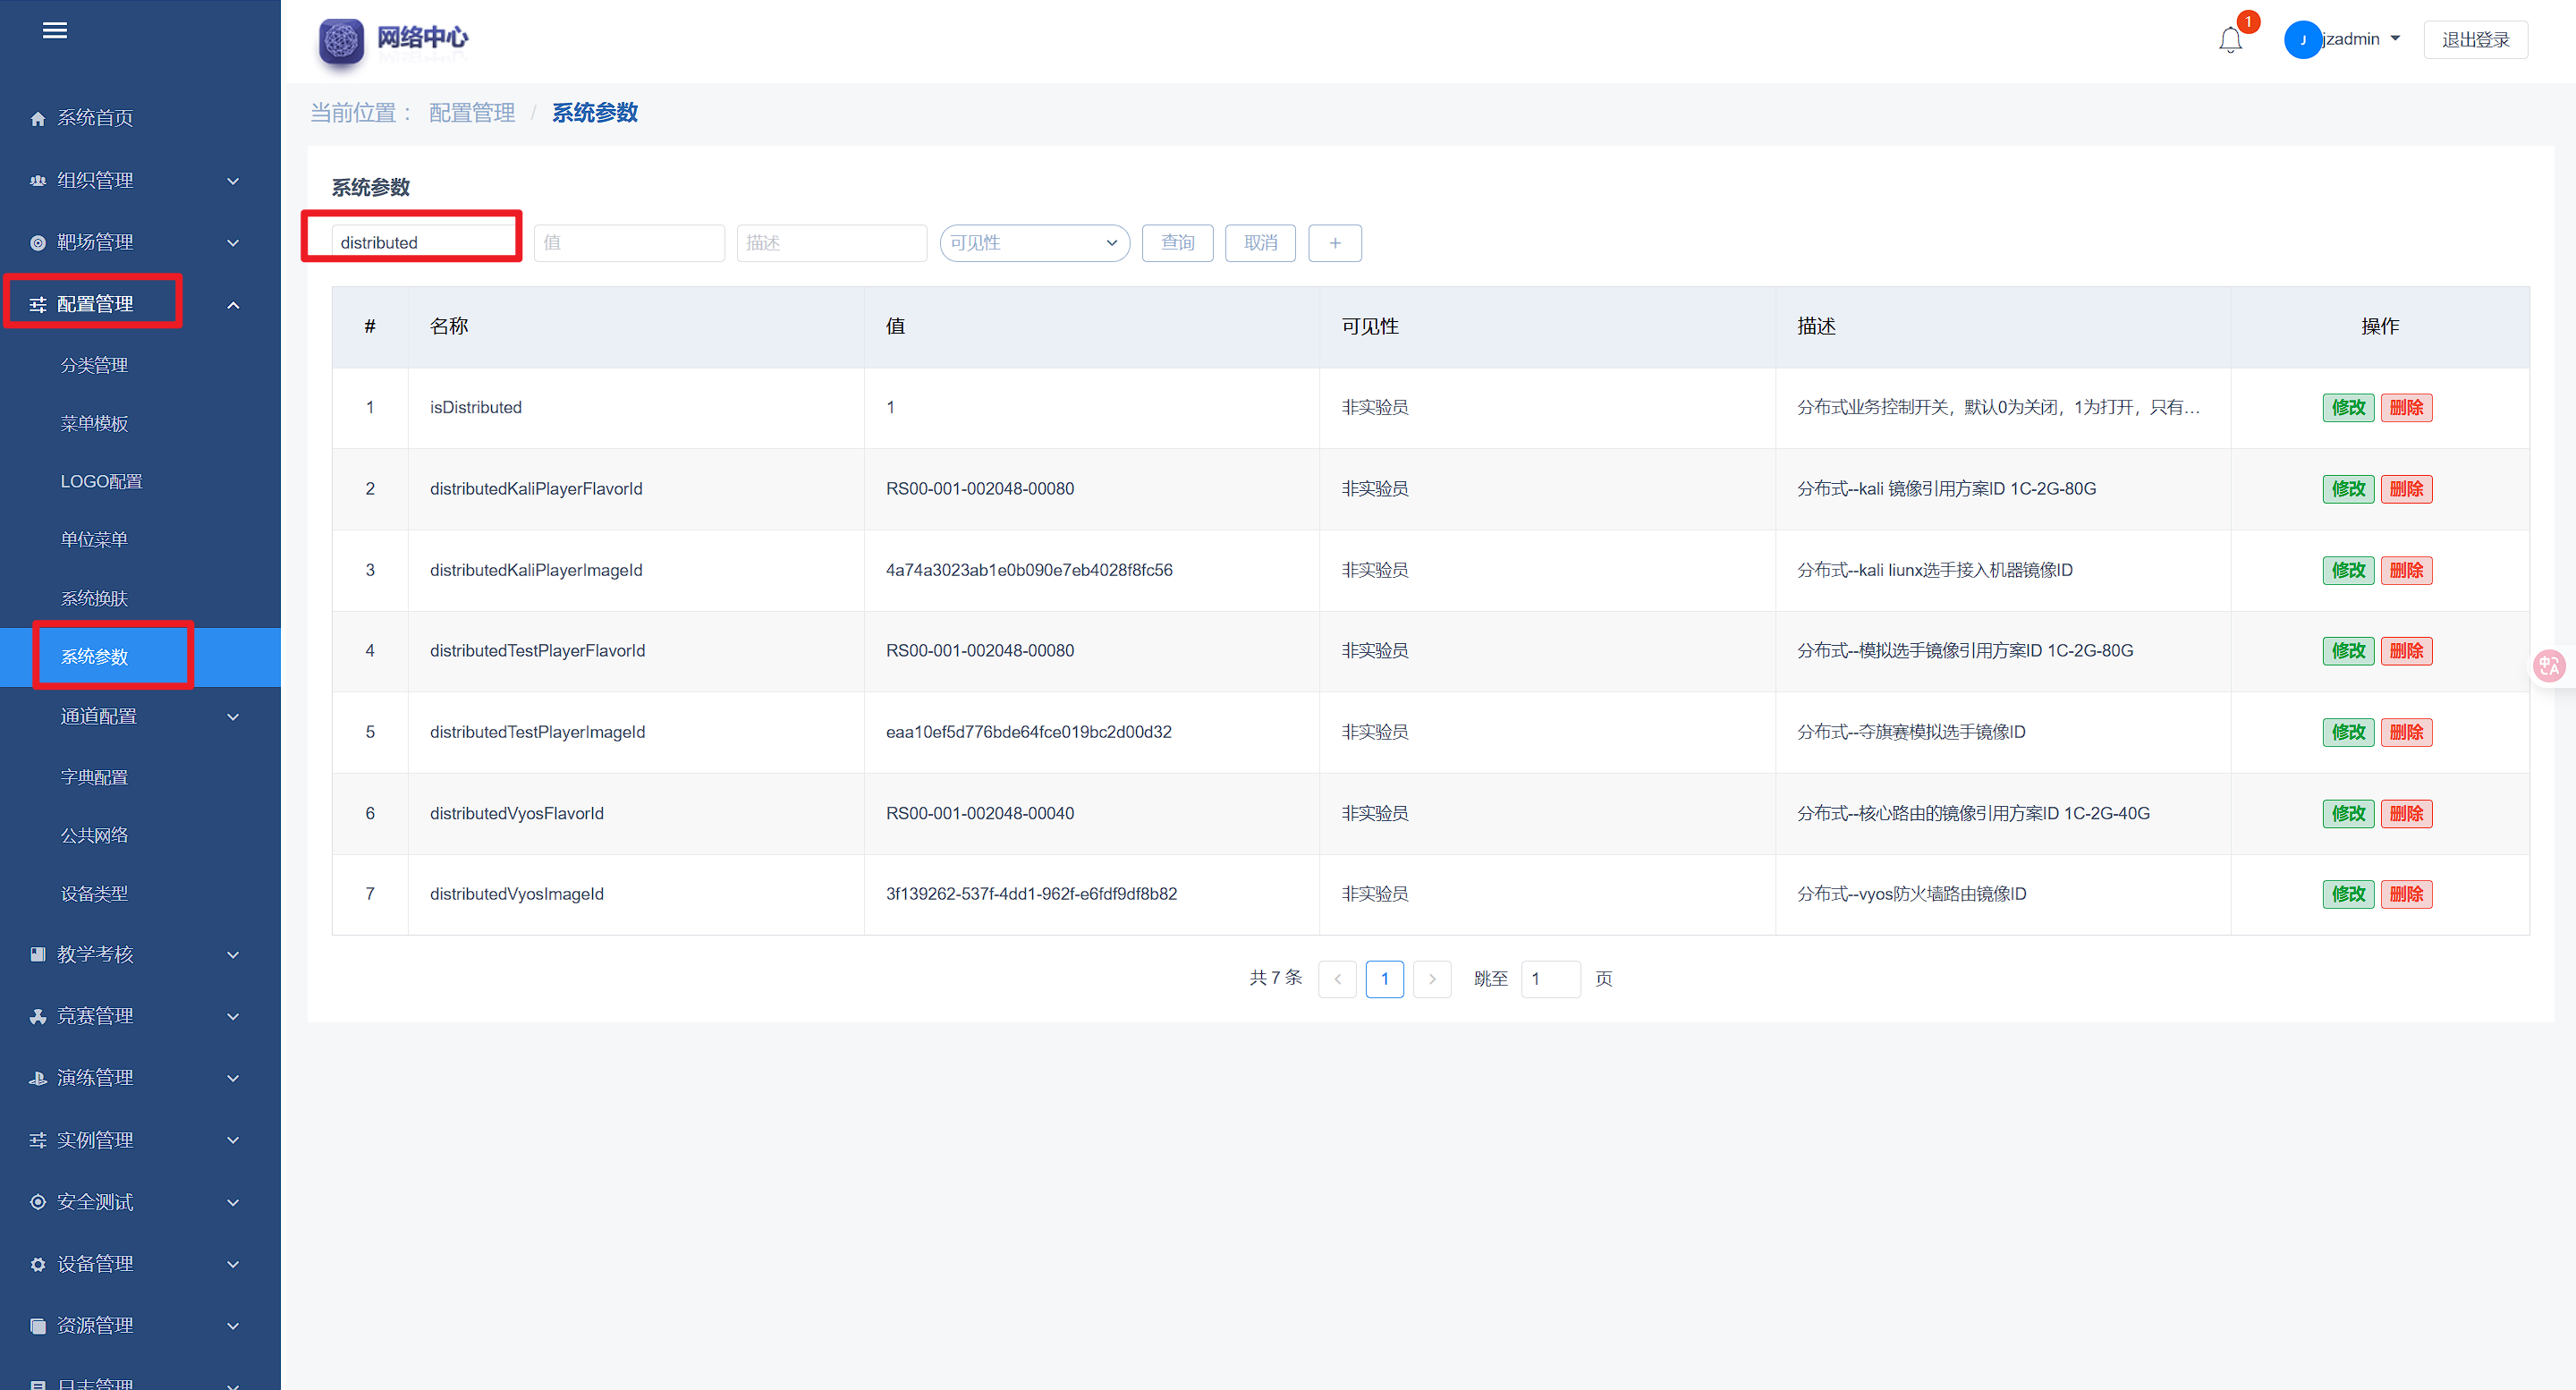 网络中心
1
J
jzadmin
退出登录
系统首页
组织管理
靶场管理
配置管理
分类管理
菜单模板
LOGO配置
单位菜单
系统换肤
系统参数
通道配置
字典配置
公共网络
设备类型
教学考核
竞赛管理
演练管理
实例管理
安全测试
设备管理
资源管理
日志管理
当前位置： 配置管理 / 系统参数
系统参数
distributed 值 描述 可见性 查询 取消 +
# 名称 值 可见性 描述 操作
1 isDistributed 1 非实验员 分布式业务控制开关，默认0为关闭，1为打开，只有… 修改 删除
2 distributedKaliPlayerFlavorId RS00-001-002048-00080 非实验员 分布式--kali 镜像引用方案ID 1C-2G-80G 修改 删除
3 distributedKaliPlayerImageId 4a74a3023ab1e0b090e7eb4028f8fc56 非实验员 分布式--kali liunx选手接入机器镜像ID 修改 删除
4 distributedTestPlayerFlavorId RS00-001-002048-00080 非实验员 分布式--模拟选手镜像引用方案ID 1C-2G-80G 修改 删除
5 distributedTestPlayerImageId eaa10ef5d776bde64fce019bc2d00d32 非实验员 分布式--夺旗赛模拟选手镜像ID 修改 删除
6 distributedVyosFlavorId RS00-001-002048-00040 非实验员 分布式--核心路由的镜像引用方案ID 1C-2G-40G 修改 删除
7 distributedVyosImageId 3f139262-537f-4dd1-962f-e6fdf9df8b82 非实验员 分布式--vyos防火墙路由镜像ID 修改 删除
共 7 条 < 1 > 跳至 1 页
中A